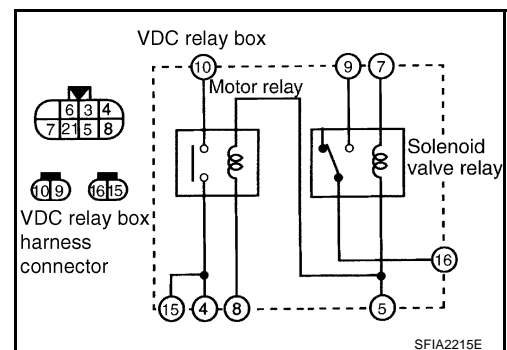 VDC relay box
10
9
7
Motor relay
6 3 4
7 2 1 5 8
Solenoid
valve relay
10 9
16 15
VDC relay box
harness
connector
16
15
4
8
5
SFIA2215E